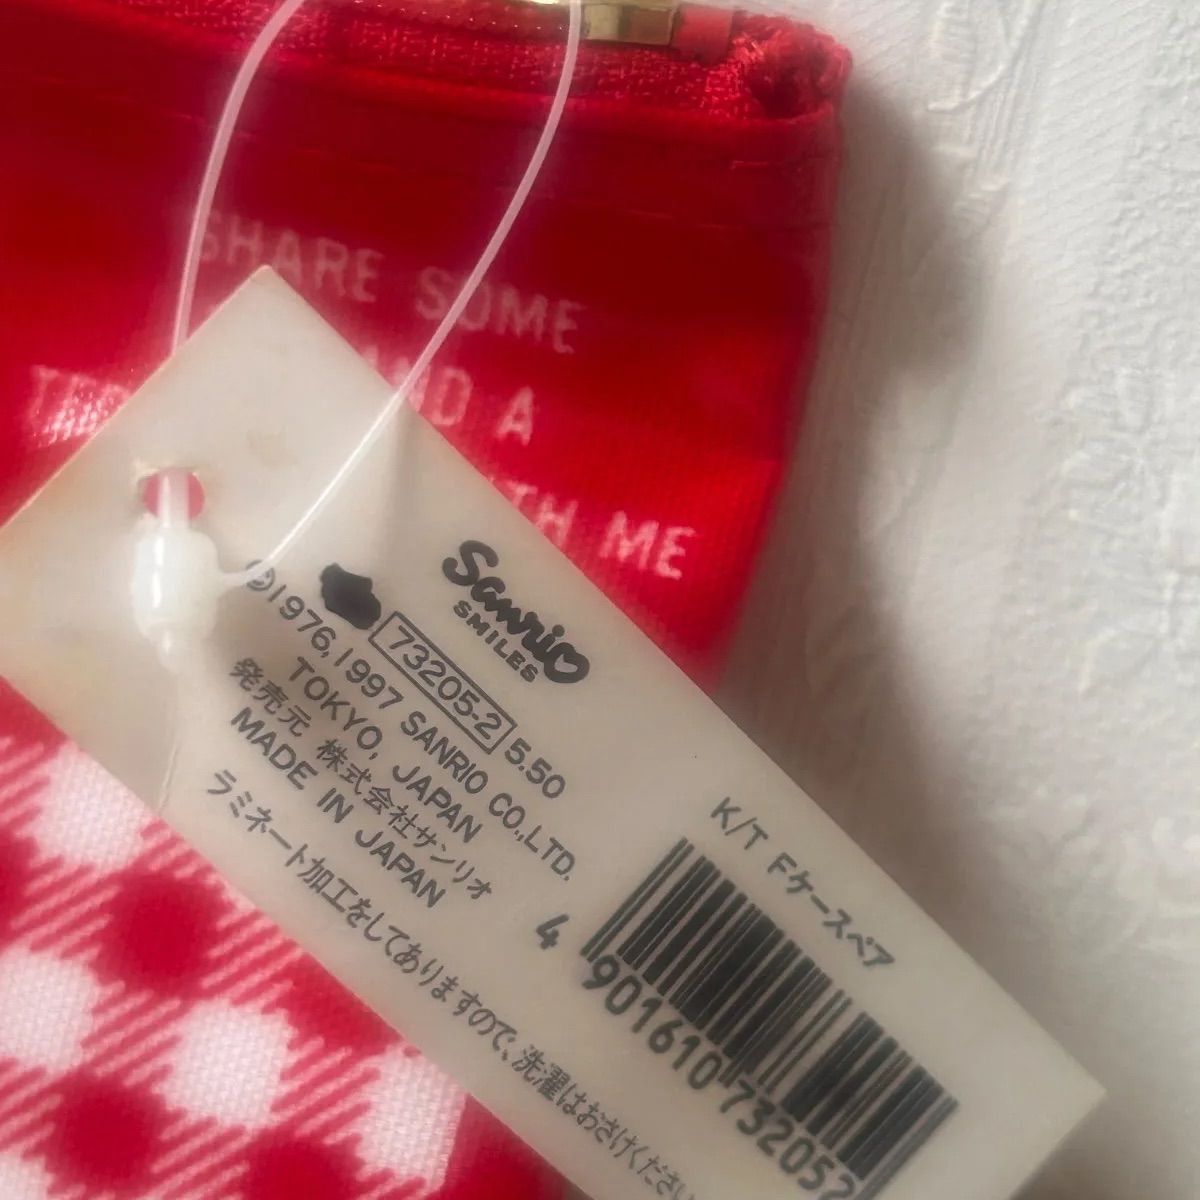 SHARE SOME
AND A
WITH ME
Sanrio
SMILES
73205-2 5.50
©1976,1997 SANRIO CO.,LTD.
TOKYO, JAPAN
発売元 株式会社サンリオ
MADE IN JAPAN
ラミネート加工をしてありますので、洗濯はおさけください
K/T Fケースペア
4 901610 732052